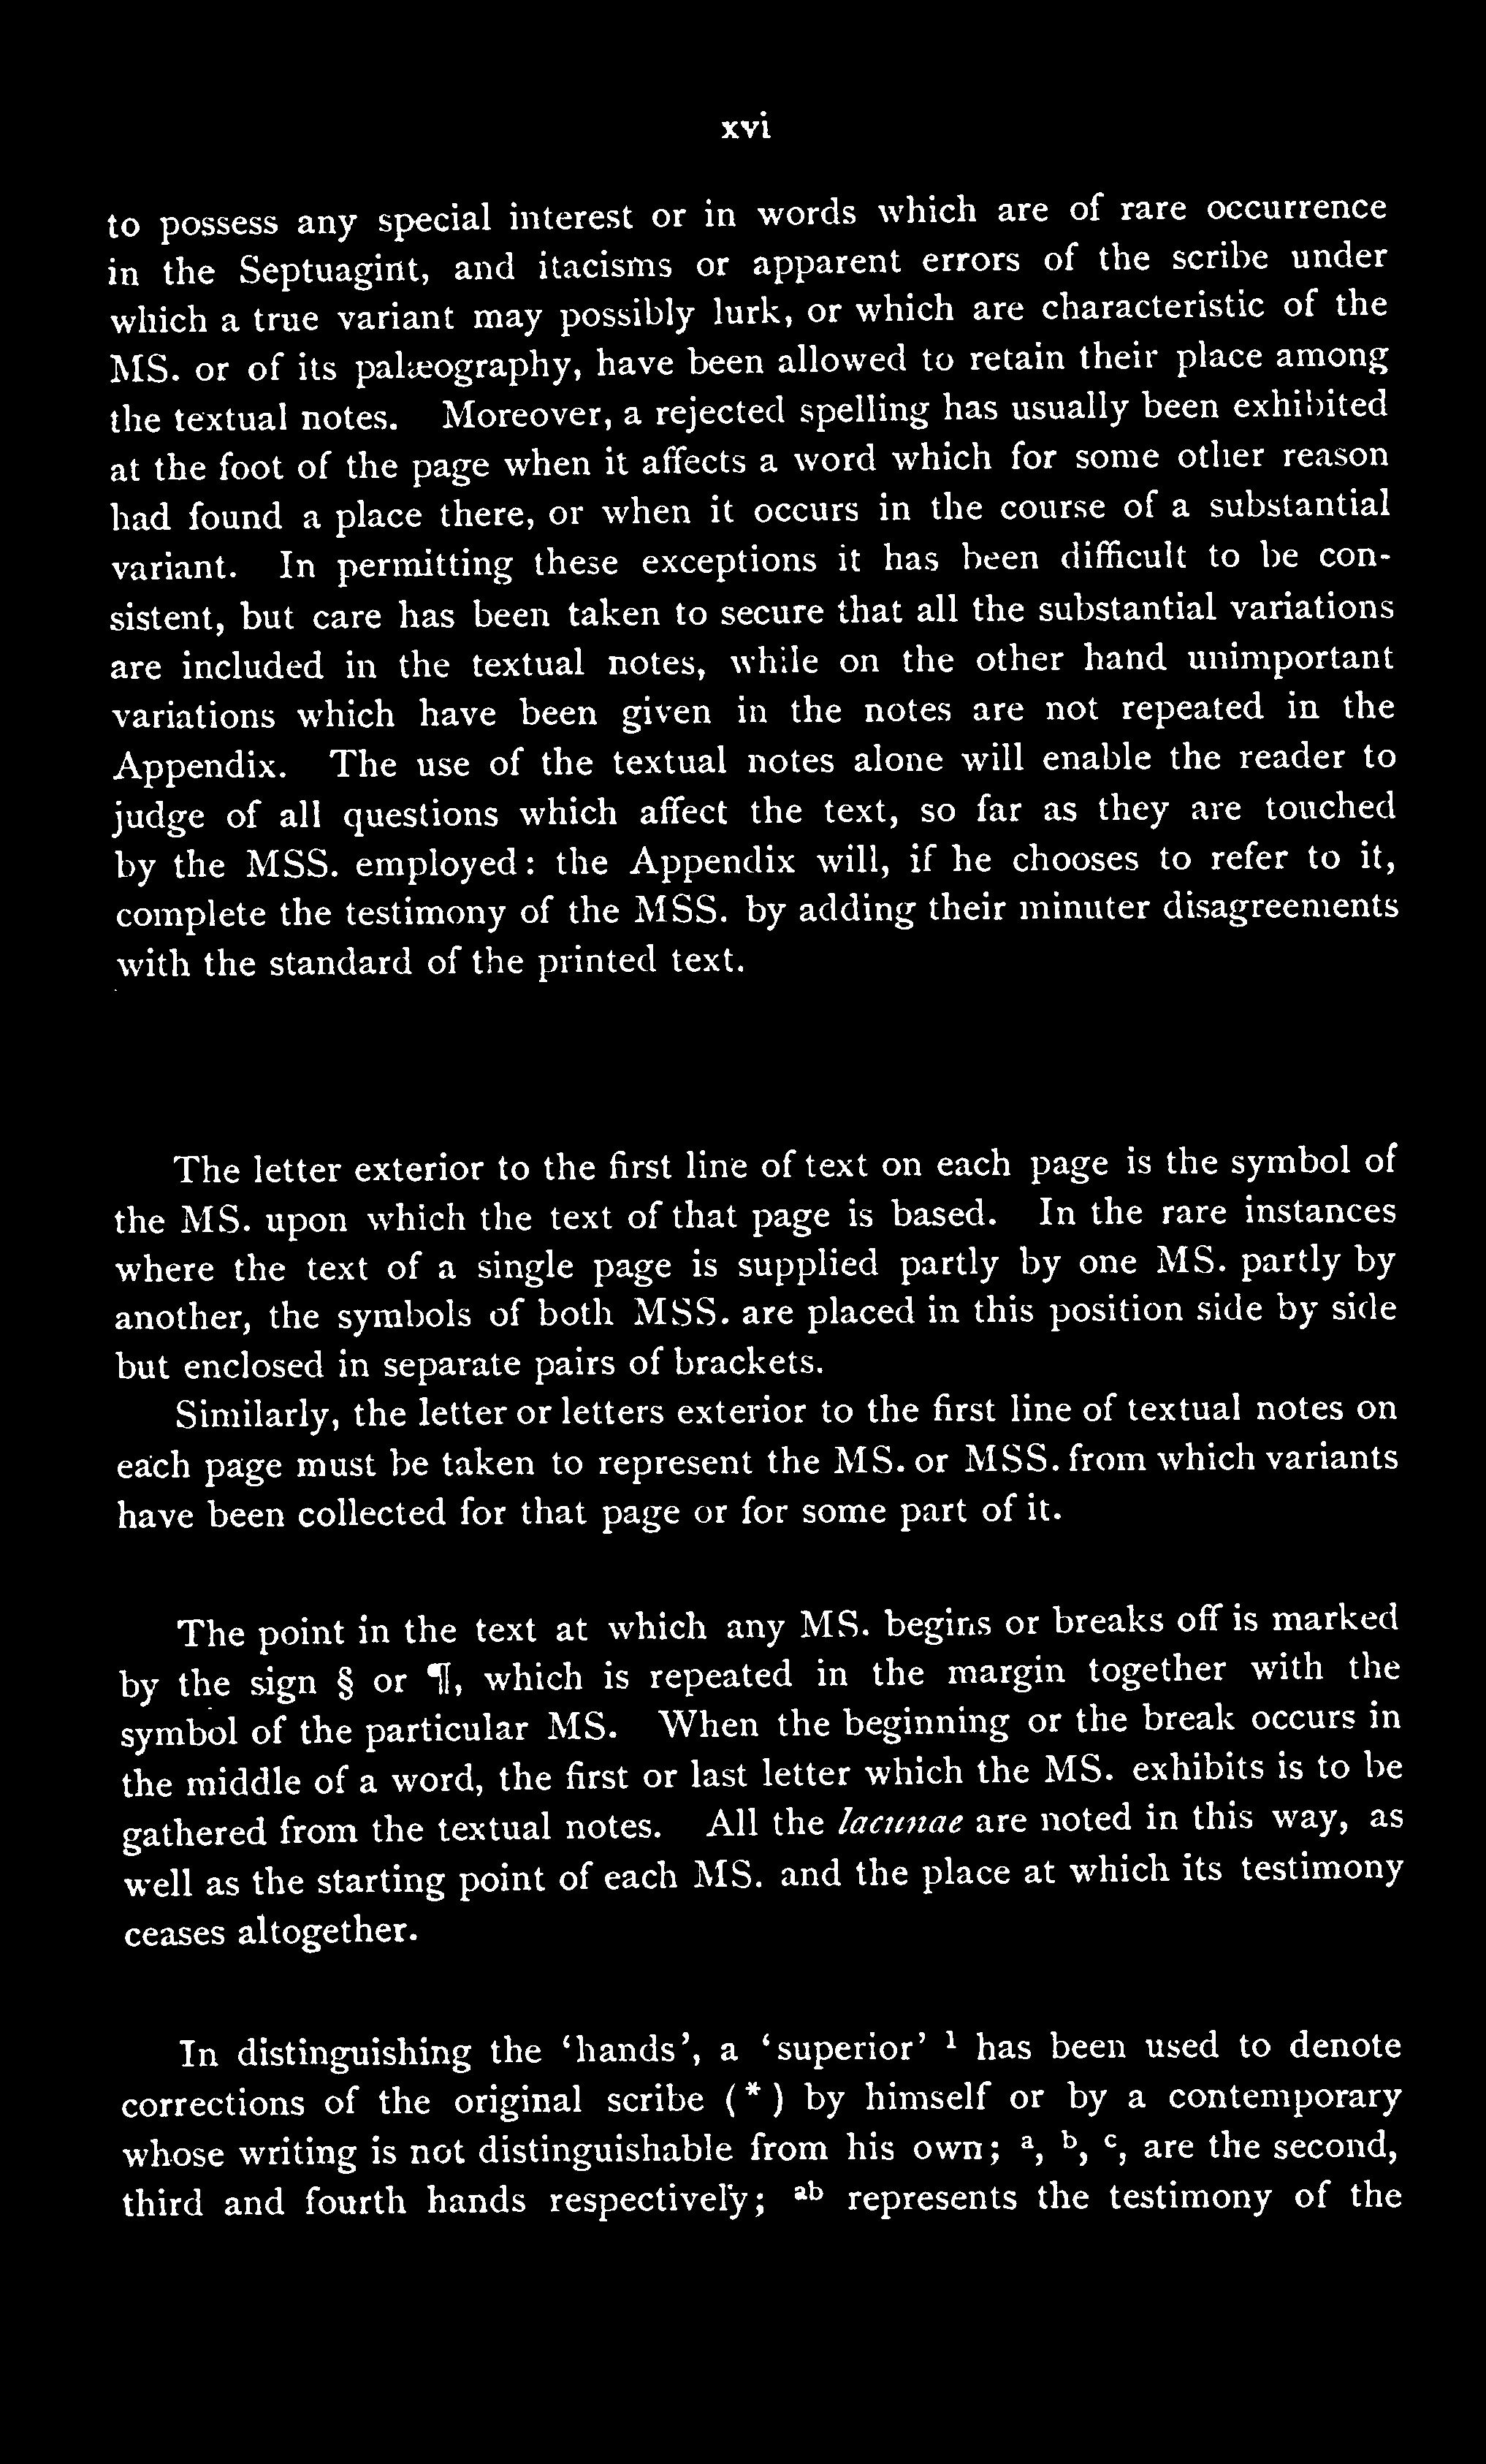 xvi
to possess any special interest or in words which are of rare occurrence
in the Septuagint, and itacisms or apparent errors of the scribe under
which a true variant may possibly lurk, or which are characteristic of the
MS. or of its palæography, have been allowed to retain their place among
the textual notes. Moreover, a rejected spelling has usually been exhibited
at the foot of the page when it affects a word which for some other reason
had found a place there, or when it occurs in the course of a substantial
variant. In permitting these exceptions it has been difficult to be con-
sistent, but care has been taken to secure that all the substantial variations
are included in the textual notes, while on the other hand unimportant
variations which have been given in the notes are not repeated in the
Appendix. The use of the textual notes alone will enable the reader to
judge of all questions which affect the text, so far as they are touched
by the MSS. employed: the Appendix will, if he chooses to refer to it,
complete the testimony of the MSS. by adding their minuter disagreements
with the standard of the printed text.
The letter exterior to the first line of text on each page is the symbol of
the MS. upon which the text of that page is based. In the rare instances
where the text of a single page is supplied partly by one MS. partly by
another, the symbols of both MSS. are placed in this position side by side
but enclosed in separate pairs of brackets.
Similarly, the letter or letters exterior to the first line of textual notes on
each page must be taken to represent the MS. or MSS. from which variants
have been collected for that page or for some part of it.
The point in the text at which any MS. begins or breaks off is marked
by the sign § or ¶, which is repeated in the margin together with the
symbol of the particular MS. When the beginning or the break occurs in
the middle of a word, the first or last letter which the MS. exhibits is to be
gathered from the textual notes. All the lacunae are noted in this way, as
well as the starting point of each MS. and the place at which its testimony
ceases altogether.
In distinguishing the ‘hands’, a ‘superior’ ¹ has been used to denote
corrections of the original scribe (*) by himself or by a contemporary
whose writing is not distinguishable from his own; ᵃ, ᵇ, ᶜ, are the second,
third and fourth hands respectively; ᵃᵇ represents the testimony of the